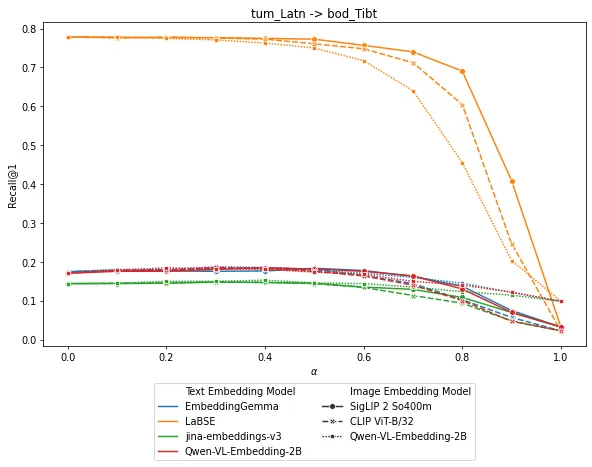 tum_Latn -> bod_Tibt
Recall@1
0.8
0.7
0.6
0.5
0.4
0.3
0.2
0.1
0.0
0.0 0.2 0.4 0.6 0.8 1.0
α
Text Embedding Model
EmbeddingGemma
LaBSE
jina-embeddings-v3
Qwen-VL-Embedding-2B
Image Embedding Model
SigLIP 2 So400m
CLIP ViT-B/32
Qwen-VL-Embedding-2B